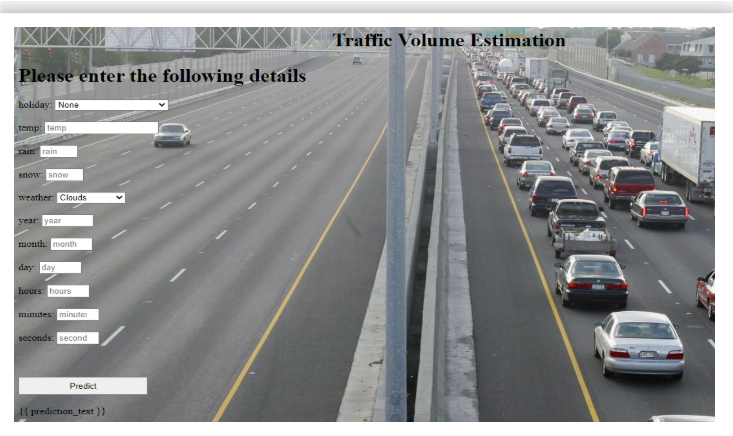 Traffic Volume Estimation
Please enter the following details
holiday: None
temp: temp
rain: rain
snow: snow
weather: Clouds
year: year
month: month
day: day
hours: hours
minutes: minutes
seconds: second
Predict
{{ prediction_text }}